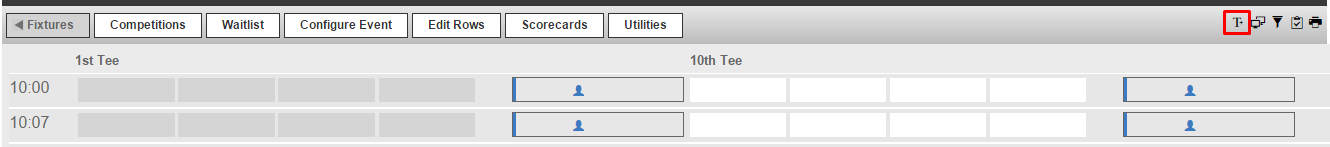 Fixtures Competitions Waitlist Configure Event Edit Rows Scorecards Utilities T
1st Tee 10th Tee
10:00
10:07